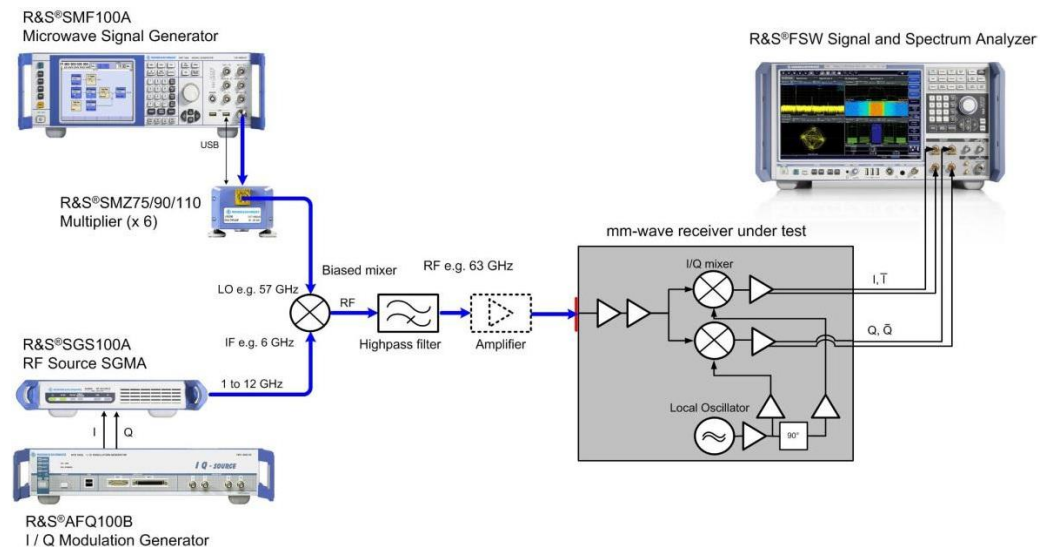 R&S®SMF100A
Microwave Signal Generator
R&S®FSW Signal and Spectrum Analyzer
USB
R&S®SMZ75/90/110
Multiplier (x 6)
mm-wave receiver under test
Biased mixer
RF e.g. 63 GHz
I/Q mixer
LO e.g. 57 GHz
RF
I, I̅
IF e.g. 6 GHz
Highpass filter
Amplifier
Q, Q̅
R&S®SGS100A
RF Source SGMA
1 to 12 GHz
Local Oscillator
I
Q
90°
I Q - SOURCE
R&S®AFQ100B
I / Q Modulation Generator